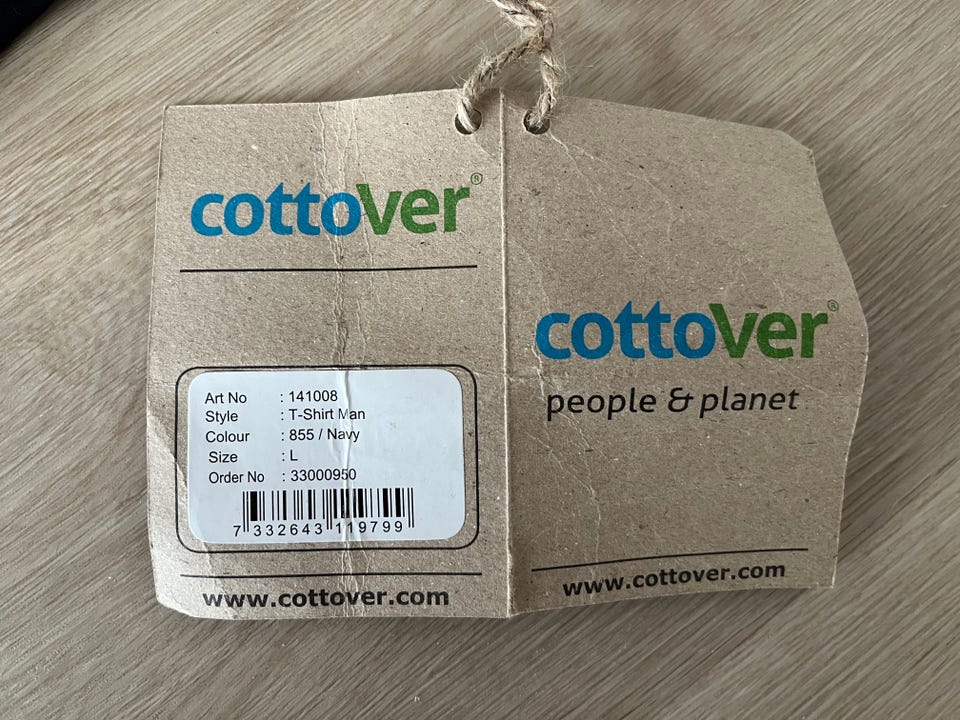 cottover®
Art No : 141008
Style : T-Shirt Man
Colour : 855 / Navy
Size : L
Order No : 33000950
7 332643 119799
www.cottover.com
cottover®
people & planet
www.cottover.com